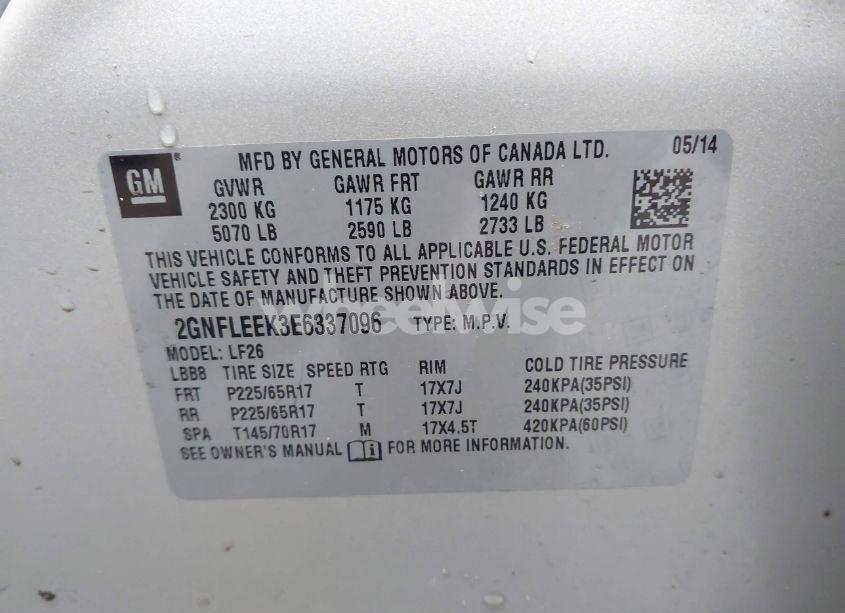 GM
MFD BY GENERAL MOTORS OF CANADA LTD. 05/14
GVWR GAWR FRT GAWR RR
2300 KG 1175 KG 1240 KG
5070 LB 2590 LB 2733 LB
THIS VEHICLE CONFORMS TO ALL APPLICABLE U.S. FEDERAL MOTOR
VEHICLE SAFETY AND THEFT PREVENTION STANDARDS IN EFFECT ON
THE DATE OF MANUFACTURE SHOWN ABOVE.
wheelwise
2GNFLEEK3E6337096 TYPE: M.P.V.
MODEL: LF26
LBB8 TIRE SIZE SPEED RTG RIM COLD TIRE PRESSURE
FRT P225/65R17 T 17X7J 240KPA(35PSI)
RR P225/65R17 T 17X7J 240KPA(35PSI)
SPA T145/70R17 M 17X4.5T 420KPA(60PSI)
SEE OWNER'S MANUAL i FOR MORE INFORMATION.